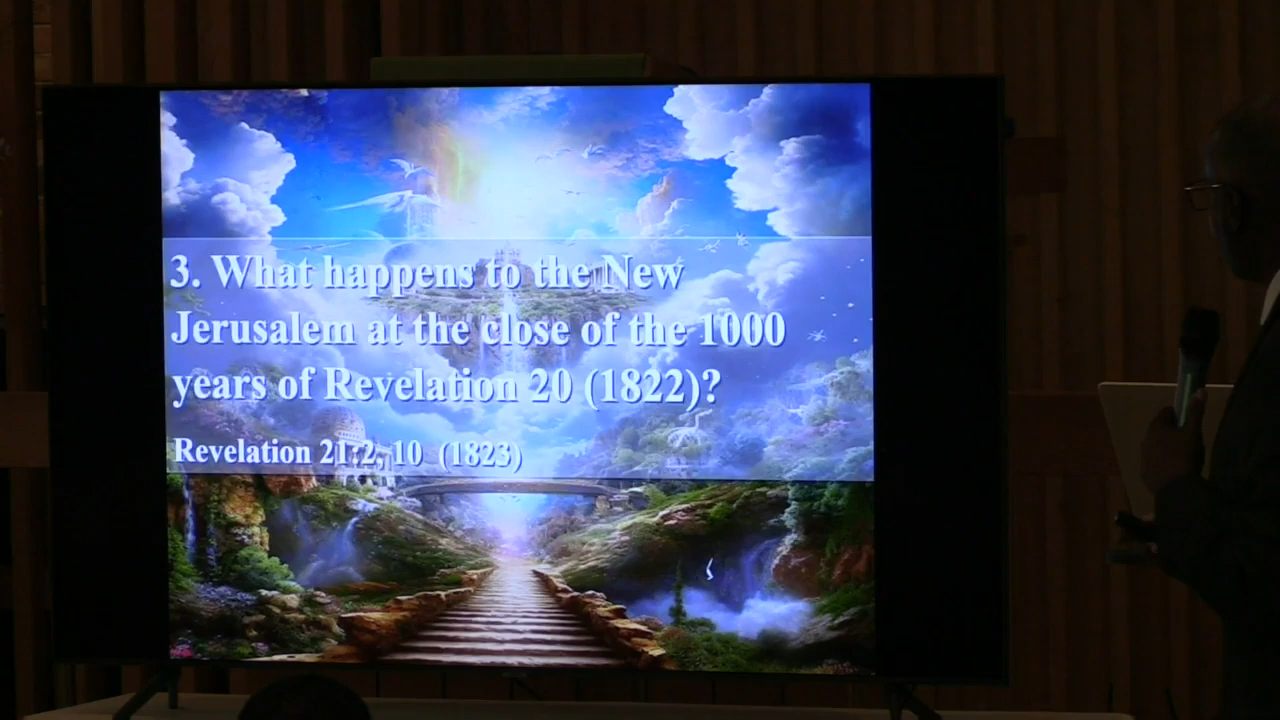 3. What happens to the New
Jerusalem at the close of the 1000
years of Revelation 20 (1822)?
Revelation 21:2, 10 (1823)